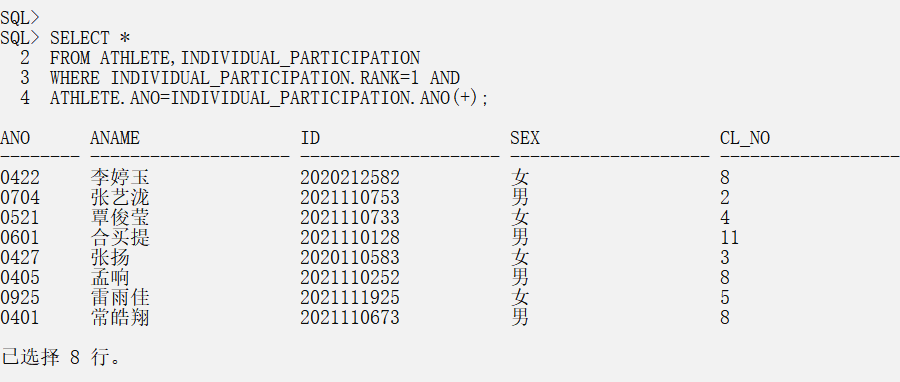 SQL>
SQL> SELECT *
  2  FROM ATHLETE,INDIVIDUAL_PARTICIPATION
  3  WHERE INDIVIDUAL_PARTICIPATION.RANK=1 AND
  4  ATHLETE.ANO=INDIVIDUAL_PARTICIPATION.ANO(+);
ANO      ANAME                ID                   SEX                  CL_NO
-------- -------------------- -------------------- -------------------- ------------------
0422     李婷玉               2020212582           女                   8
0704     张艺泷               2021110753           男                   2
0521     覃俊莹               2021110733           女                   4
0601     合买提               2021110128           男                   11
0427     张扬                 2020110583           女                   3
0405     孟响                 2021110252           男                   8
0925     雷雨佳               2021111925           女                   5
0401     常皓翔               2021110673           男                   8
已选择 8 行。